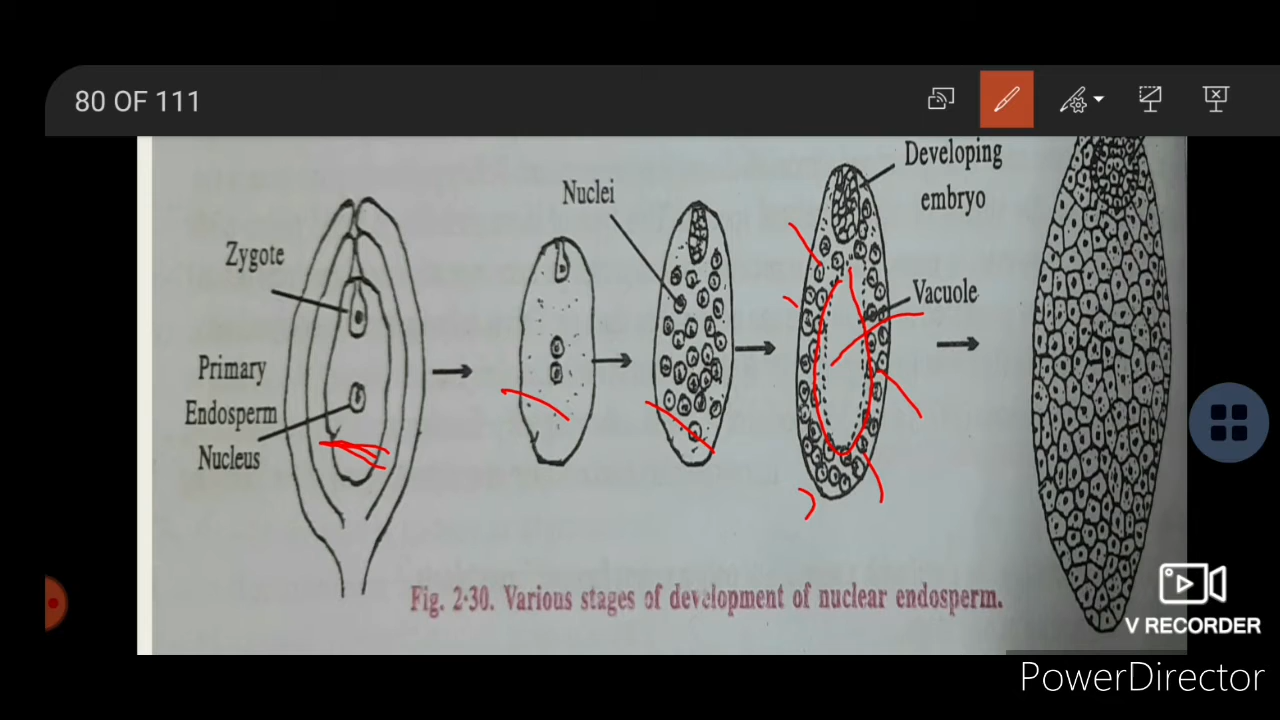 80 OF 111
Developing
embryo
Nuclei
Zygote
Vacuole
Primary
Endosperm
Nucleus
Fig. 2·30. Various stages of development of nuclear endosperm.
V RECORDER
PowerDirector